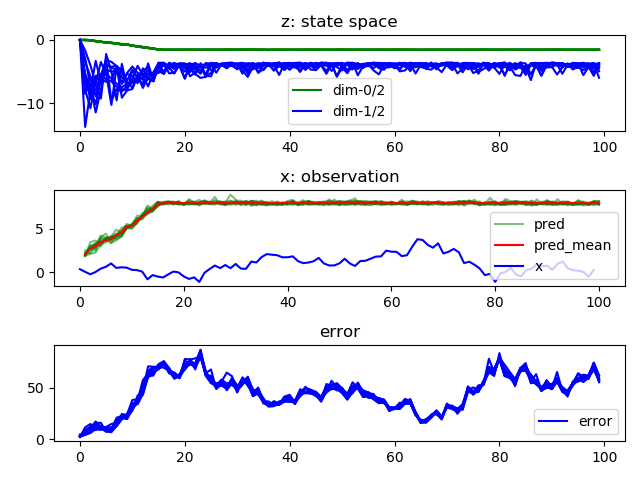 z: state space
0
−10
dim-0/2
dim-1/2
0 20 40 60 80 100
x: observation
5
0
pred
pred_mean
x
0 20 40 60 80 100
error
50
0
error
0 20 40 60 80 100